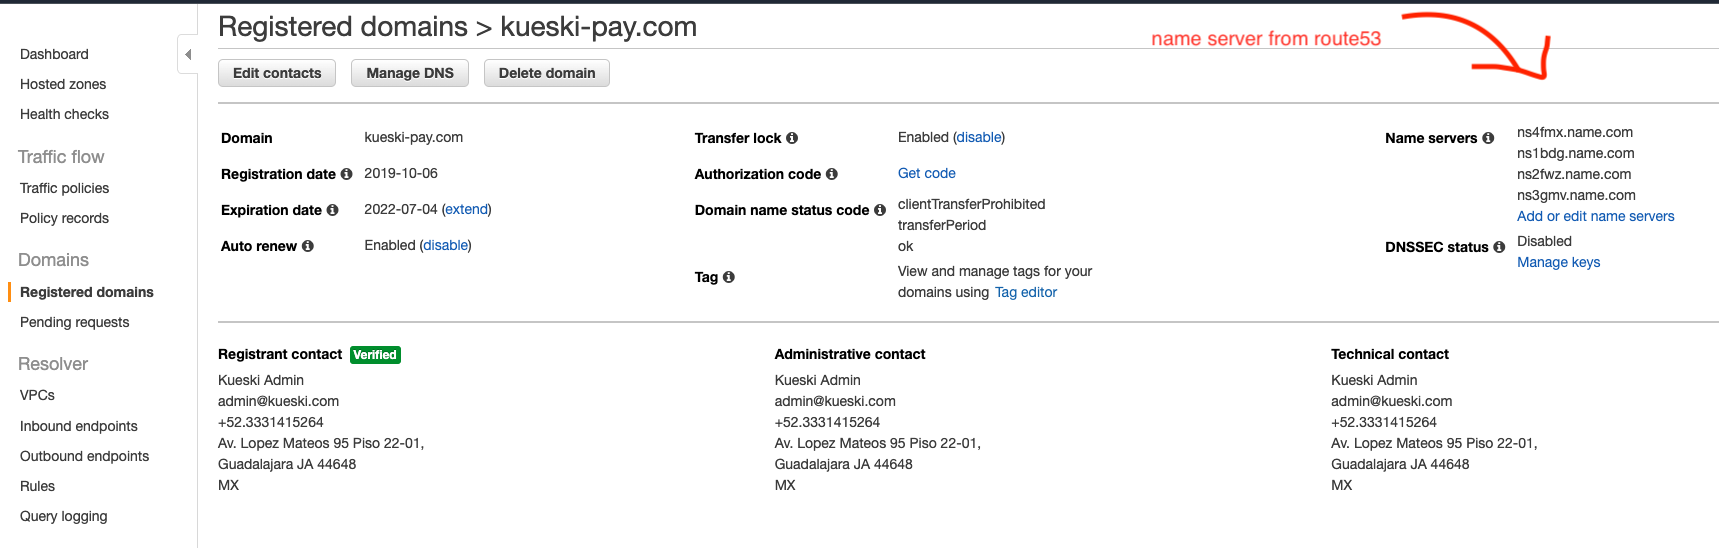 Registered domains > kueski-pay.com
name server from route53
Dashboard
Hosted zones
Health checks
Traffic flow
Traffic policies
Policy records
Domains
Registered domains
Pending requests
Resolver
VPCs
Inbound endpoints
Outbound endpoints
Rules
Query logging
Edit contacts
Manage DNS
Delete domain
Domain kueski-pay.com
Registration date 2019-10-06
Expiration date 2022-07-04 (extend)
Auto renew Enabled (disable)
Transfer lock Enabled (disable)
Authorization code Get code
Domain name status code clientTransferProhibited
transferPeriod
ok
Tag View and manage tags for your
domains using Tag editor
Name servers ns4fmx.name.com
ns1bdg.name.com
ns2fwz.name.com
ns3gmv.name.com
Add or edit name servers
DNSSEC status Disabled
Manage keys
Registrant contact Verified
Kueski Admin
admin@kueski.com
+52.3331415264
Av. Lopez Mateos 95 Piso 22-01,
Guadalajara JA 44648
MX
Administrative contact
Kueski Admin
admin@kueski.com
+52.3331415264
Av. Lopez Mateos 95 Piso 22-01,
Guadalajara JA 44648
MX
Technical contact
Kueski Admin
admin@kueski.com
+52.3331415264
Av. Lopez Mateos 95 Piso 22-01,
Guadalajara JA 44648
MX